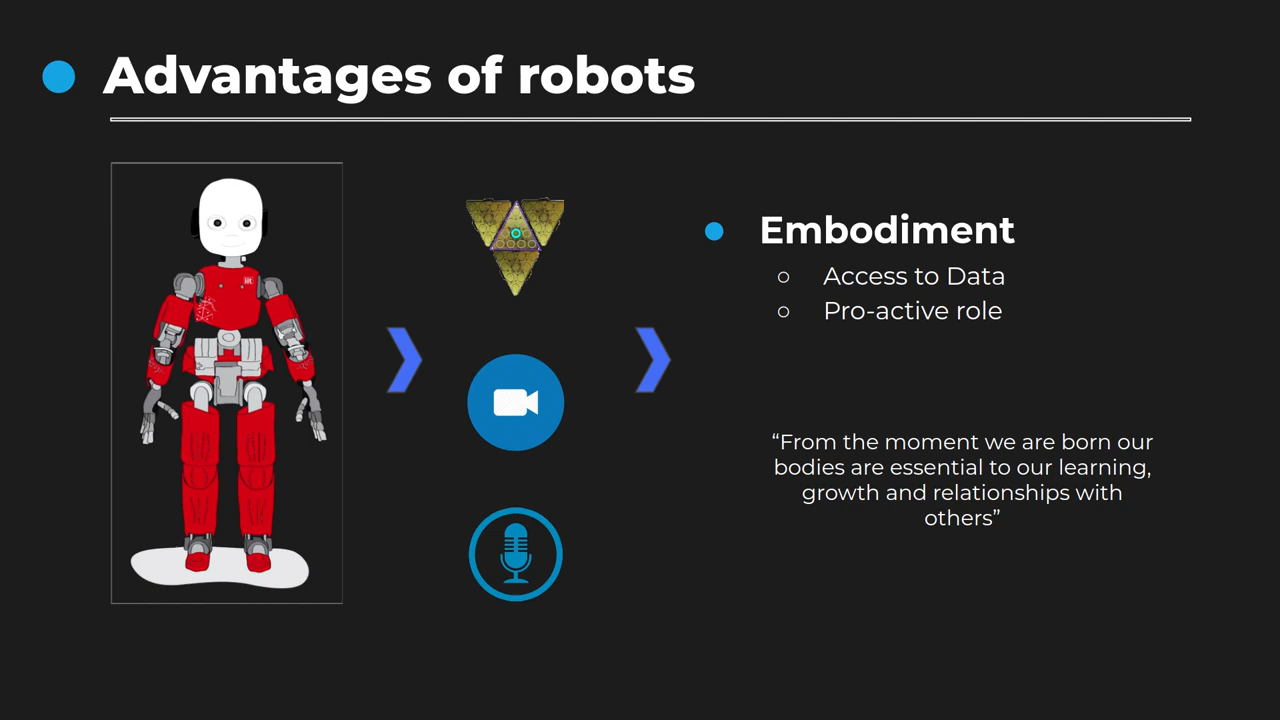 Advantages of robots
Embodiment
Access to Data
Pro-active role
“From the moment we are born our
bodies are essential to our learning,
growth and relationships with
others”